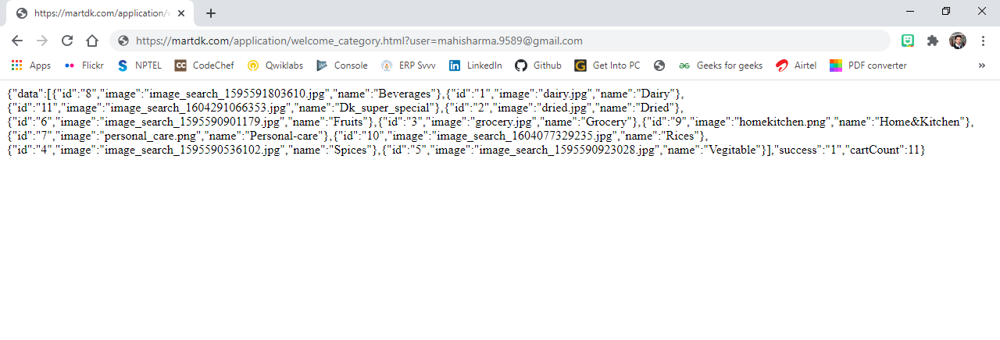 https://martdk.com/application/w
https://martdk.com/application/welcome_category.html?user=mahisharma.9589@gmail.com
Apps Flickr NPTEL CC CodeChef Qwiklabs Console ERP Svvv in LinkedIn Github G Get Into PC Geeks for geeks Airtel PDF converter »
{"data":[{"id":"8","image":"image_search_1595591803610.jpg","name":"Beverages"},{"id":"1","image":"dairy.jpg","name":"Dairy"},
{"id":"11","image":"image_search_1604291066353.jpg","name":"Dk_super_special"},{"id":"2","image":"dried.jpg","name":"Dried"},
{"id":"6","image":"image_search_1595590901179.jpg","name":"Fruits"},{"id":"3","image":"grocery.jpg","name":"Grocery"},{"id":"9","image":"homekitchen.png","name":"Home&Kitchen"},
{"id":"7","image":"personal_care.png","name":"Personal-care"},{"id":"10","image":"image_search_1604077329235.jpg","name":"Rices"},
{"id":"4","image":"image_search_1595590536102.jpg","name":"Spices"},{"id":"5","image":"image_search_1595590923028.jpg","name":"Vegitable"}],"success":"1","cartCount":11}